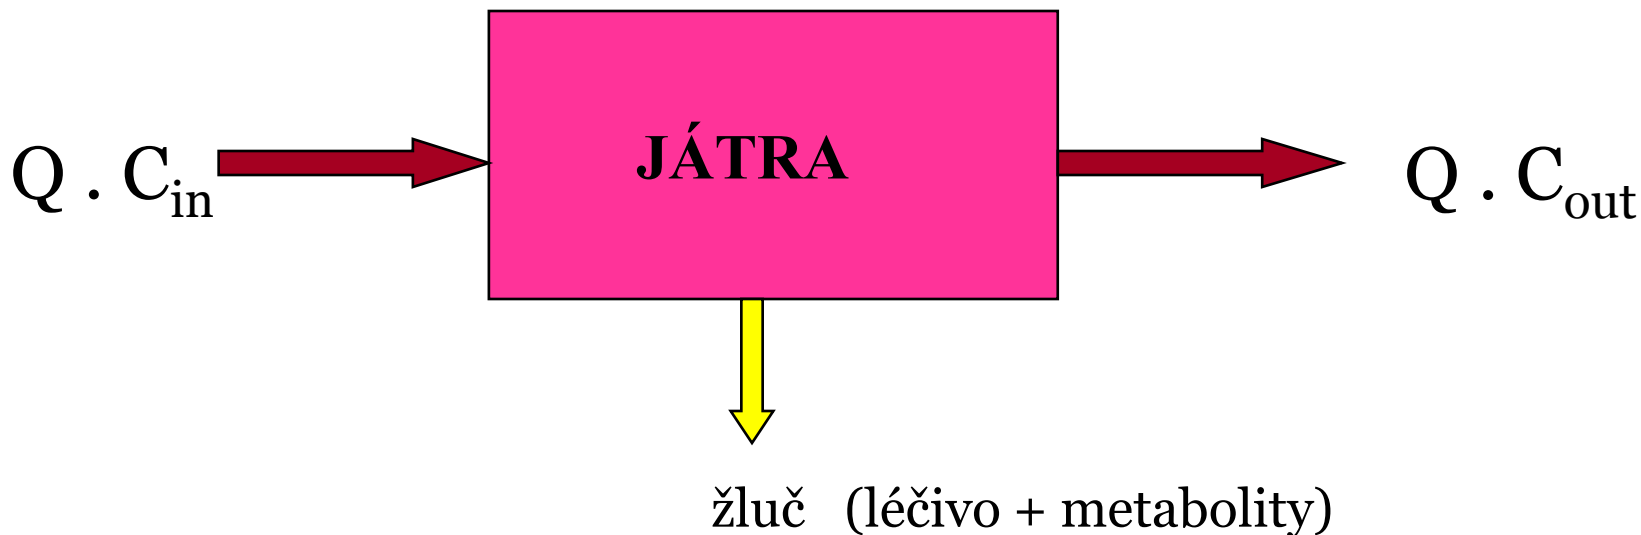 JÁTRA
Q . Cin
Q . Cout
žluč (léčivo + metabolity)